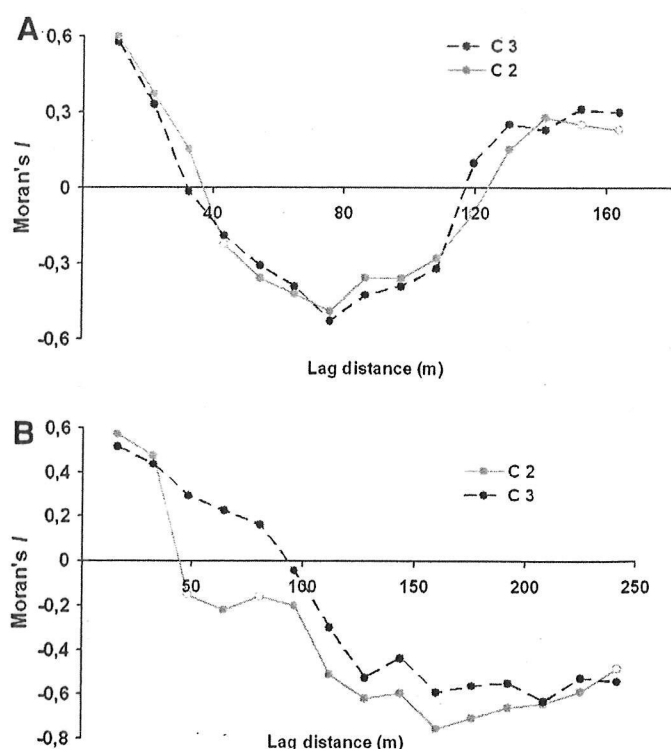 A
0,6
0,3
0
-0,3
-0,6
Moran's I
40
80
120
160
C 3
C 2
Lag distance (m)
B
0,6
0,4
0,2
0
-0,2
-0,4
-0,6
-0,8
Moran's I
50
100
150
200
250
C 2
C 3
Lag distance (m)